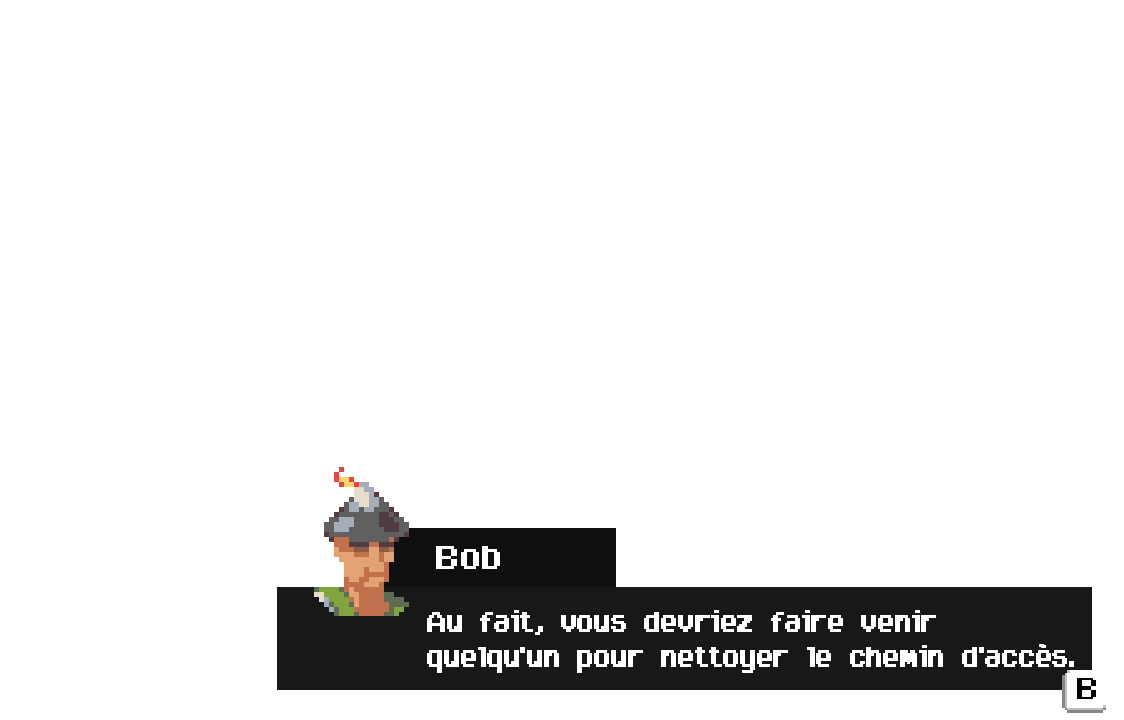 Bob
Au fait, vous devriez faire venir
quelqu'un pour nettoyer le chemin d'accès.
B